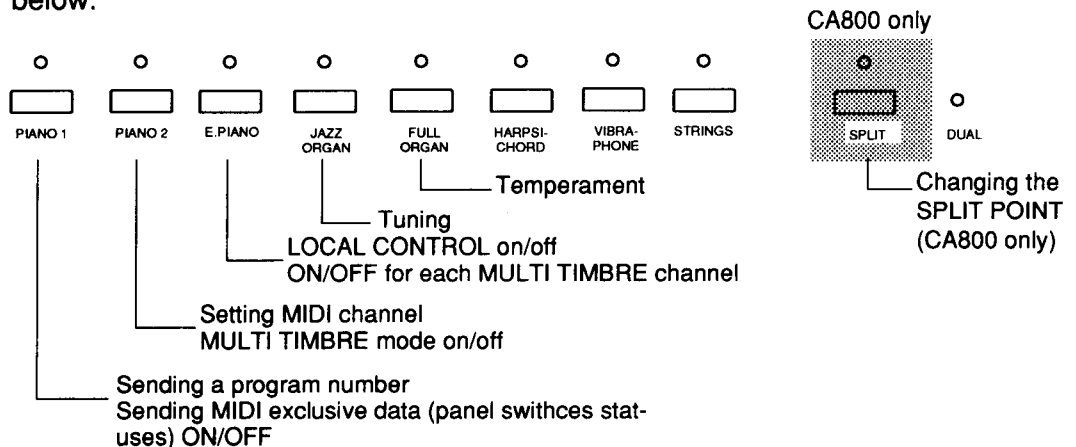 below.
CA800 only
PIANO 1 PIANO 2 E.PIANO JAZZ ORGAN FULL ORGAN HARPSI-CHORD VIBRA-PHONE STRINGS SPLIT DUAL
Temperament
Tuning
LOCAL CONTROL on/off
ON/OFF for each MULTI TIMBRE channel
Changing the
SPLIT POINT
(CA800 only)
Setting MIDI channel
MULTI TIMBRE mode on/off
Sending a program number
Sending MIDI exclusive data (panel swithces stat-
uses) ON/OFF